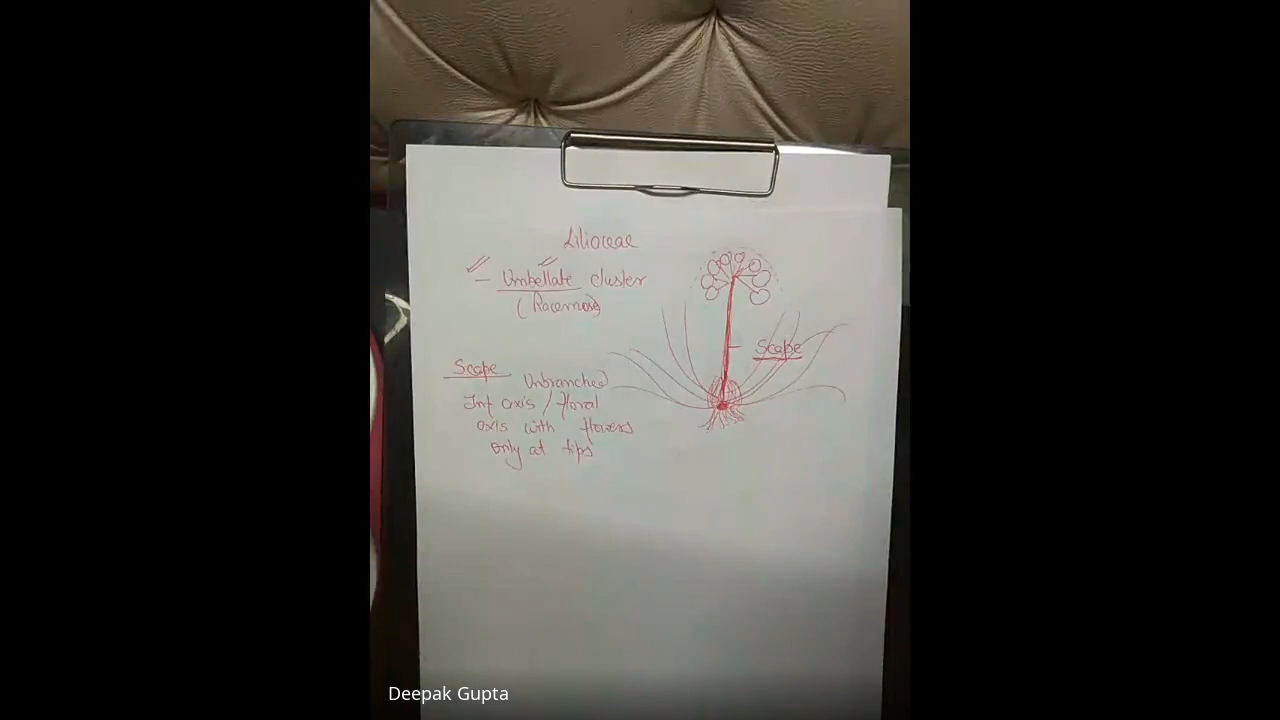 Liliaceae
– Umbellate cluster
(Racemose)
Scape
Scape
Unbranched
Inf axis / floral
axis with flowers
only at tips
Deepak Gupta